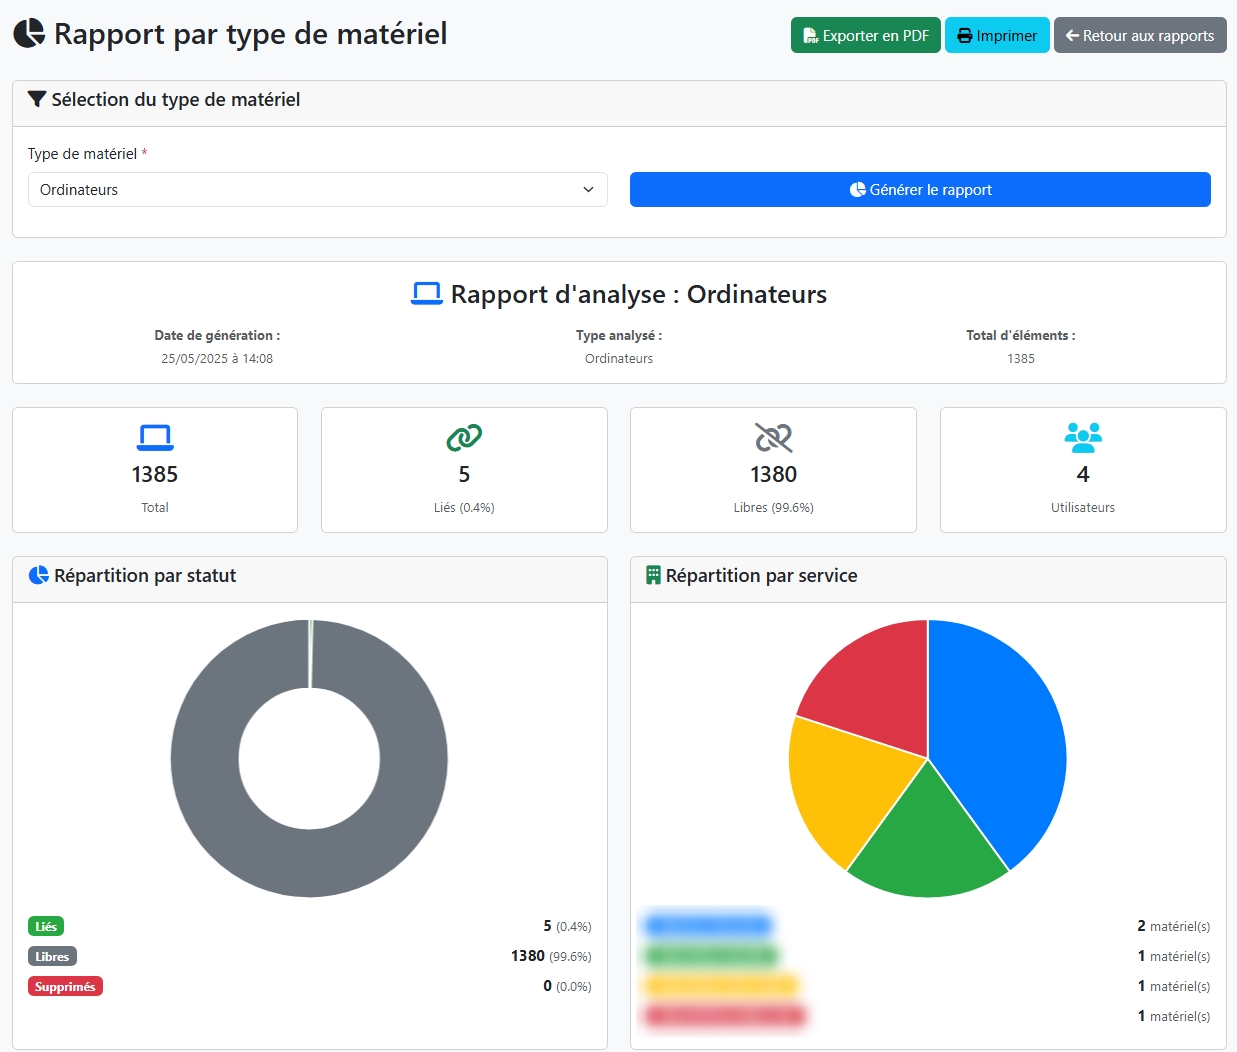 Rapport par type de matériel
Exporter en PDF
Imprimer
Retour aux rapports
Sélection du type de matériel
Type de matériel *
Ordinateurs
Générer le rapport
Rapport d'analyse : Ordinateurs
Date de génération :
25/05/2025 à 14:08
Type analysé :
Ordinateurs
Total d'éléments :
1385
1385
Total
5
Liés (0.4%)
1380
Libres (99.6%)
4
Utilisateurs
Répartition par statut
Liés 5 (0.4%)
Libres 1380 (99.6%)
Supprimés 0 (0.0%)
Répartition par service
2 matériel(s)
1 matériel(s)
1 matériel(s)
1 matériel(s)